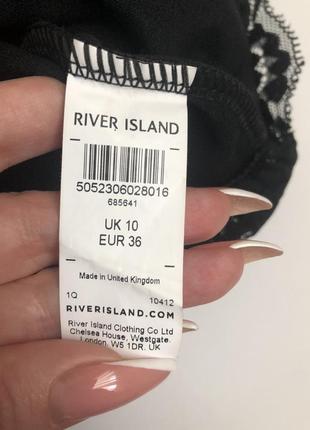 RIVER ISLAND
5052306028016
685641
UK 10
EUR 36
Made in United Kingdom
1Q 10412
RIVERISLAND.COM
River Island Clothing Co Ltd
Chelsea House, Westgate,
London, W5 1DR. UK